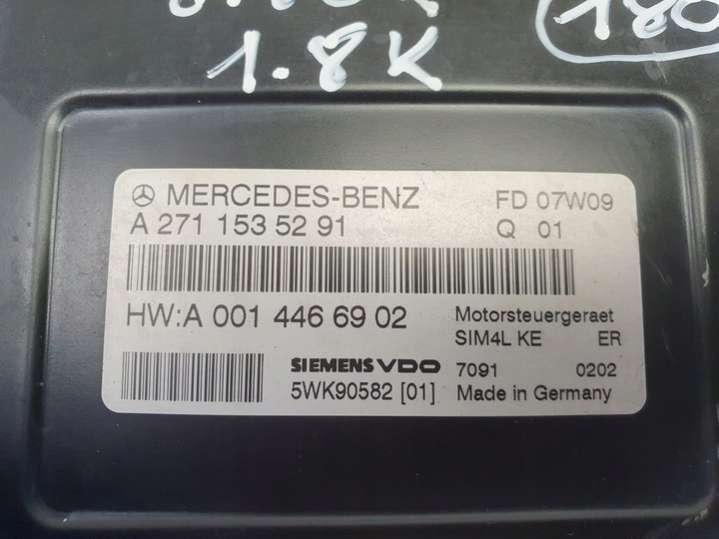 180
1.8K
MERCEDES-BENZ FD 07W09
A 271 153 52 91 Q 01
HW:A 001 446 69 02 Motorsteuergeraet
SIM4L KE ER
SIEMENS VDO 7091 0202
5WK90582 [01] Made in Germany